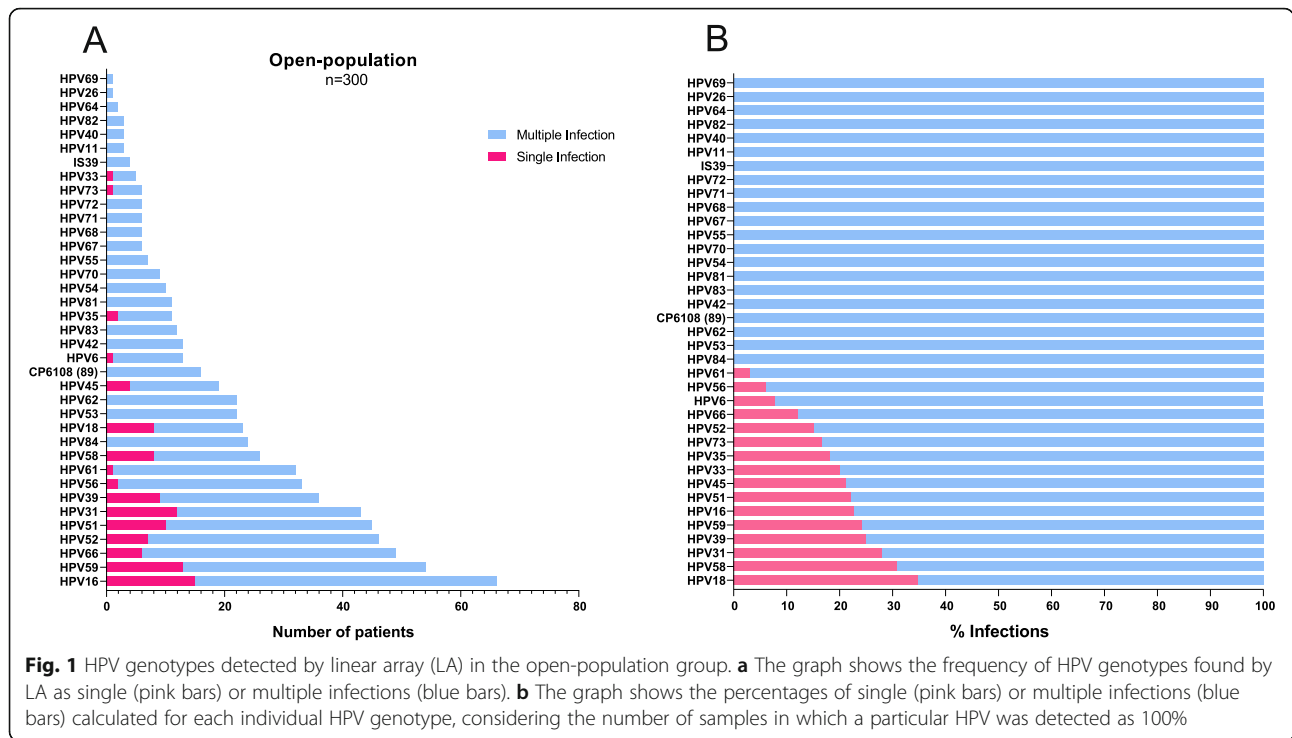 A
Open-population
n=300
Multiple Infection
Single Infection
HPV69
HPV26
HPV64
HPV82
HPV40
HPV11
IS39
HPV33
HPV73
HPV72
HPV71
HPV68
HPV67
HPV55
HPV70
HPV54
HPV81
HPV35
HPV83
HPV42
HPV6
CP6108 (89)
HPV45
HPV62
HPV53
HPV18
HPV84
HPV58
HPV61
HPV56
HPV39
HPV31
HPV51
HPV52
HPV66
HPV59
HPV16
0 20 40 60 80
Number of patients
B
HPV69
HPV26
HPV64
HPV82
HPV40
HPV11
IS39
HPV72
HPV71
HPV68
HPV67
HPV55
HPV70
HPV54
HPV81
HPV83
HPV42
CP6108 (89)
HPV62
HPV53
HPV84
HPV61
HPV56
HPV6
HPV66
HPV52
HPV73
HPV35
HPV33
HPV45
HPV51
HPV16
HPV59
HPV39
HPV31
HPV58
HPV18
0 10 20 30 40 50 60 70 80 90 100
% Infections
Fig. 1 HPV genotypes detected by linear array (LA) in the open-population group. a The graph shows the frequency of HPV genotypes found by
LA as single (pink bars) or multiple infections (blue bars). b The graph shows the percentages of single (pink bars) or multiple infections (blue
bars) calculated for each individual HPV genotype, considering the number of samples in which a particular HPV was detected as 100%